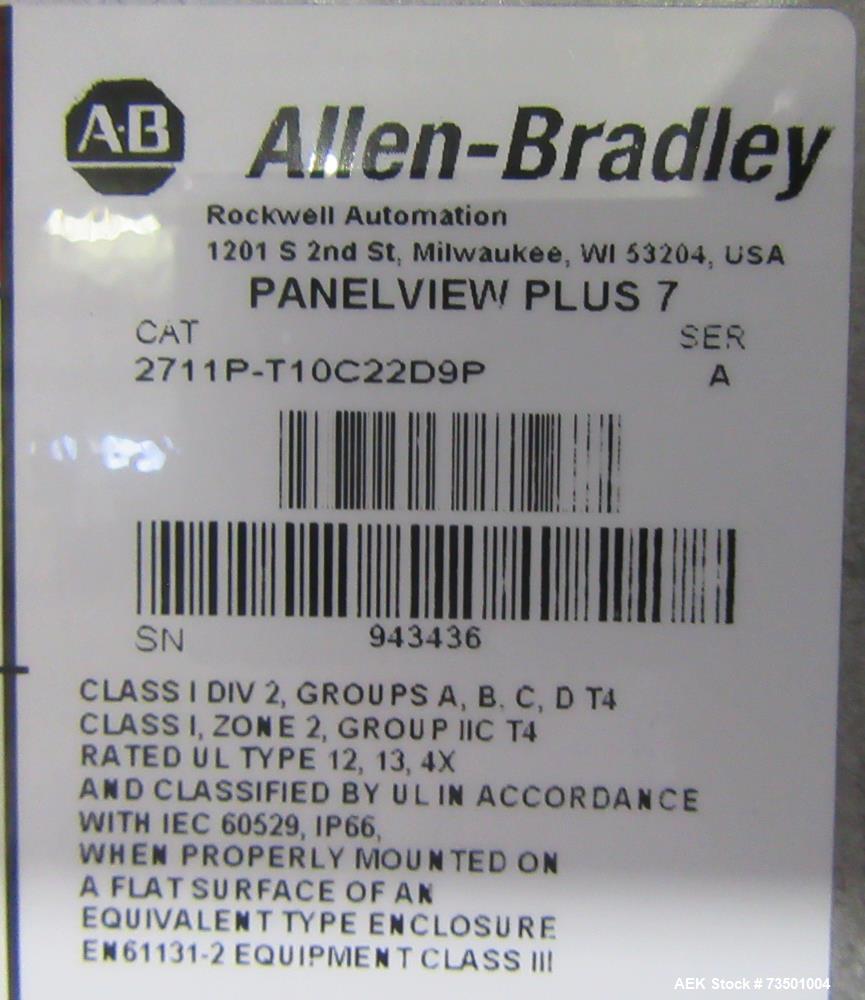 A·B Allen-Bradley
Rockwell Automation
1201 S 2nd St, Milwaukee, WI 53204, USA
PANELVIEW PLUS 7
CAT SER
2711P-T10C22D9P A
SN 943436
CLASS I DIV 2, GROUPS A, B, C, D T4
CLASS I, ZONE 2, GROUP IIC T4
RATED UL TYPE 12, 13, 4X
AND CLASSIFIED BY UL IN ACCORDANCE
WITH IEC 60529, IP66,
WHEN PROPERLY MOUNTED ON
A FLAT SURFACE OF AN
EQUIVALENT TYPE ENCLOSURE
EN61131-2 EQUIPMENT CLASS III
AEK Stock # 73501004